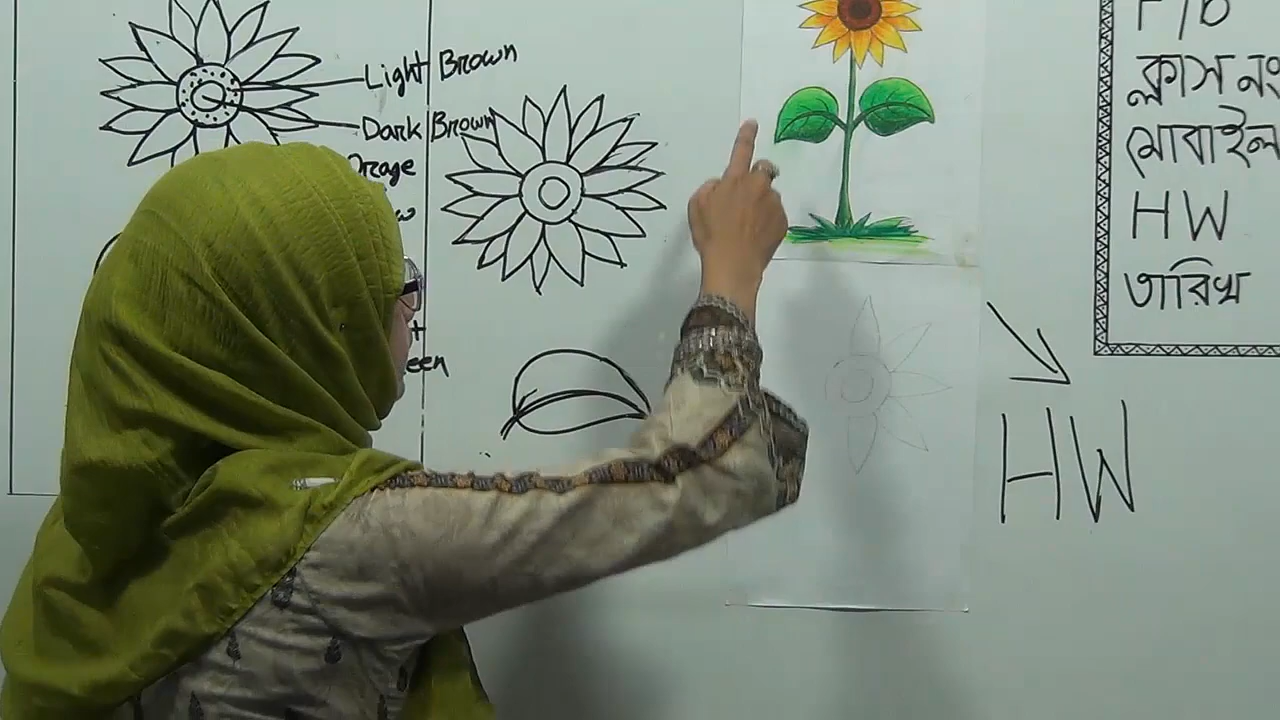 Light Brown
Dark Brown
Orage
een
F/B
ক্লাস নং
মোবাইল
HW
তারিখ
HW